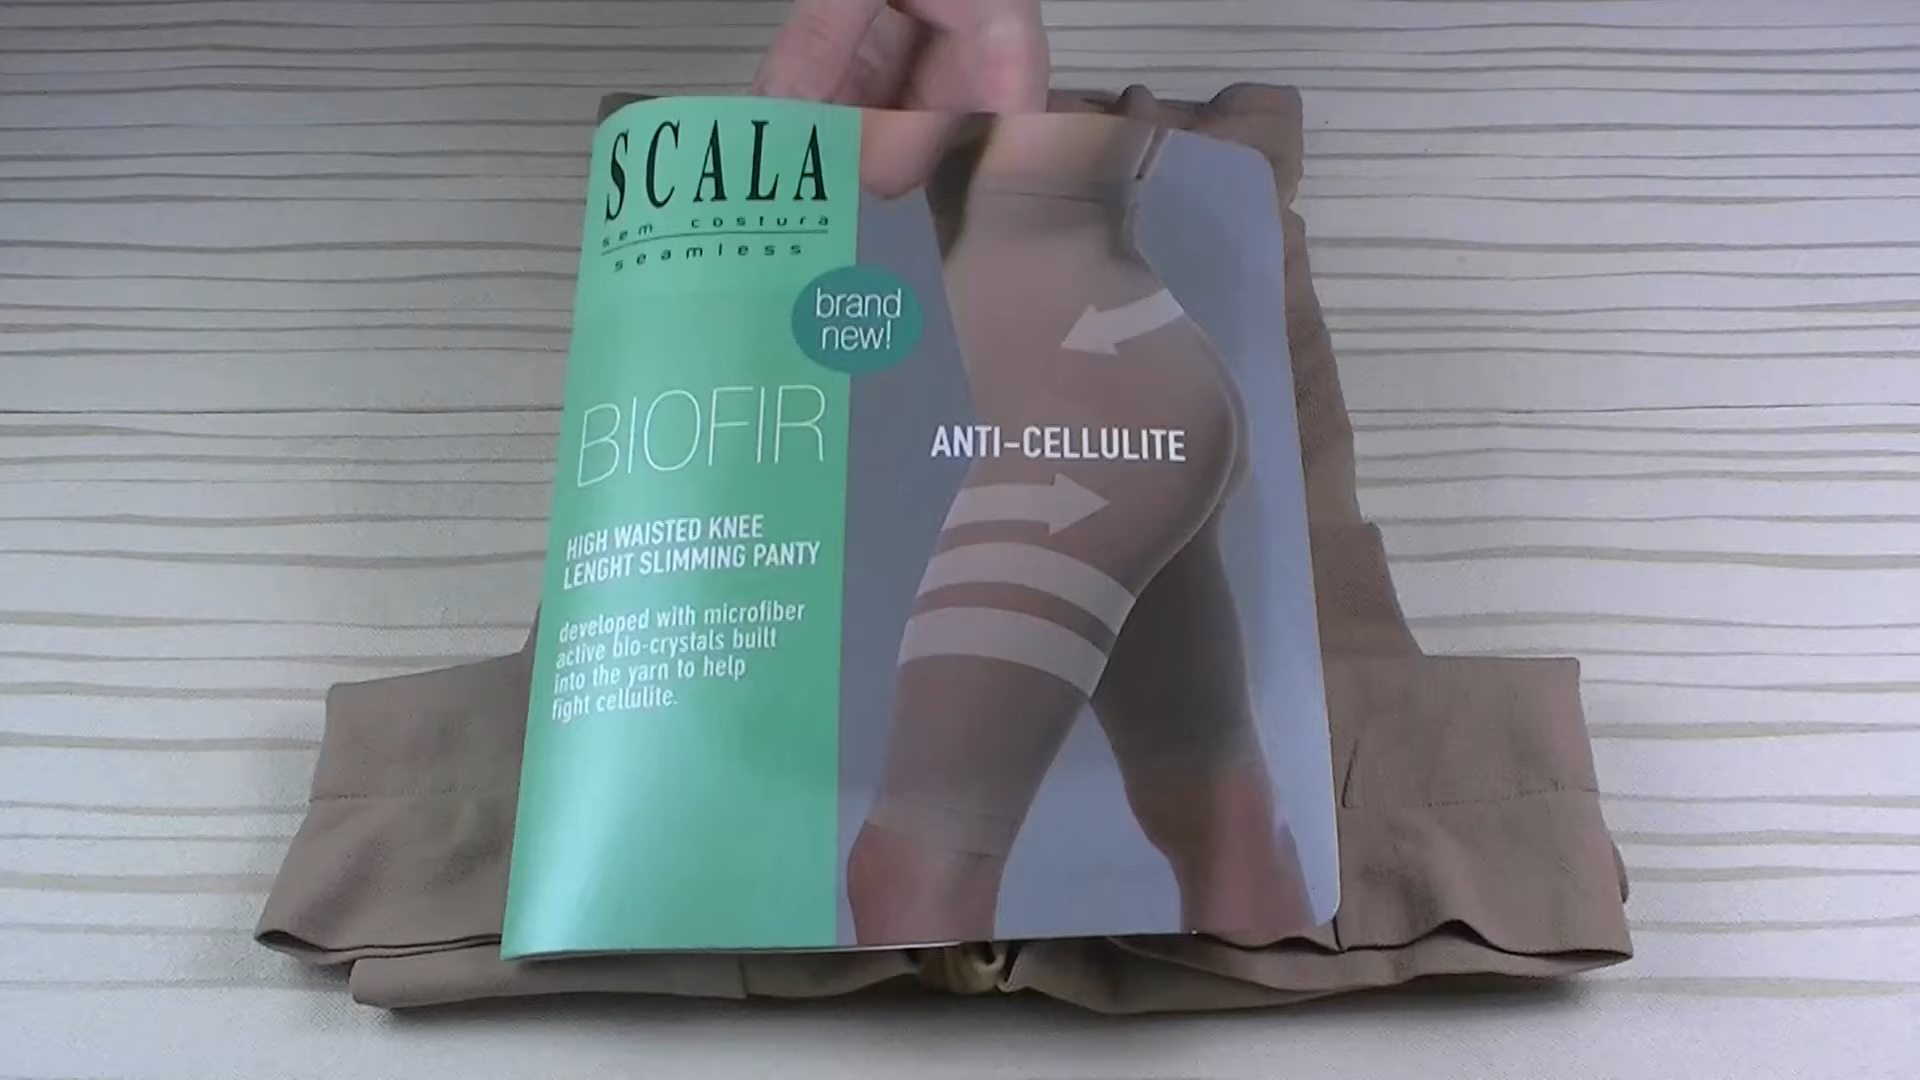 SCALA
sem costura
seamless
brand
new!
BIOFIR
ANTI-CELLULITE
HIGH WAISTED KNEE
LENGHT SLIMMING PANTY
developed with microfiber
active bio-crystals built
into the yarn to help
fight cellulite.